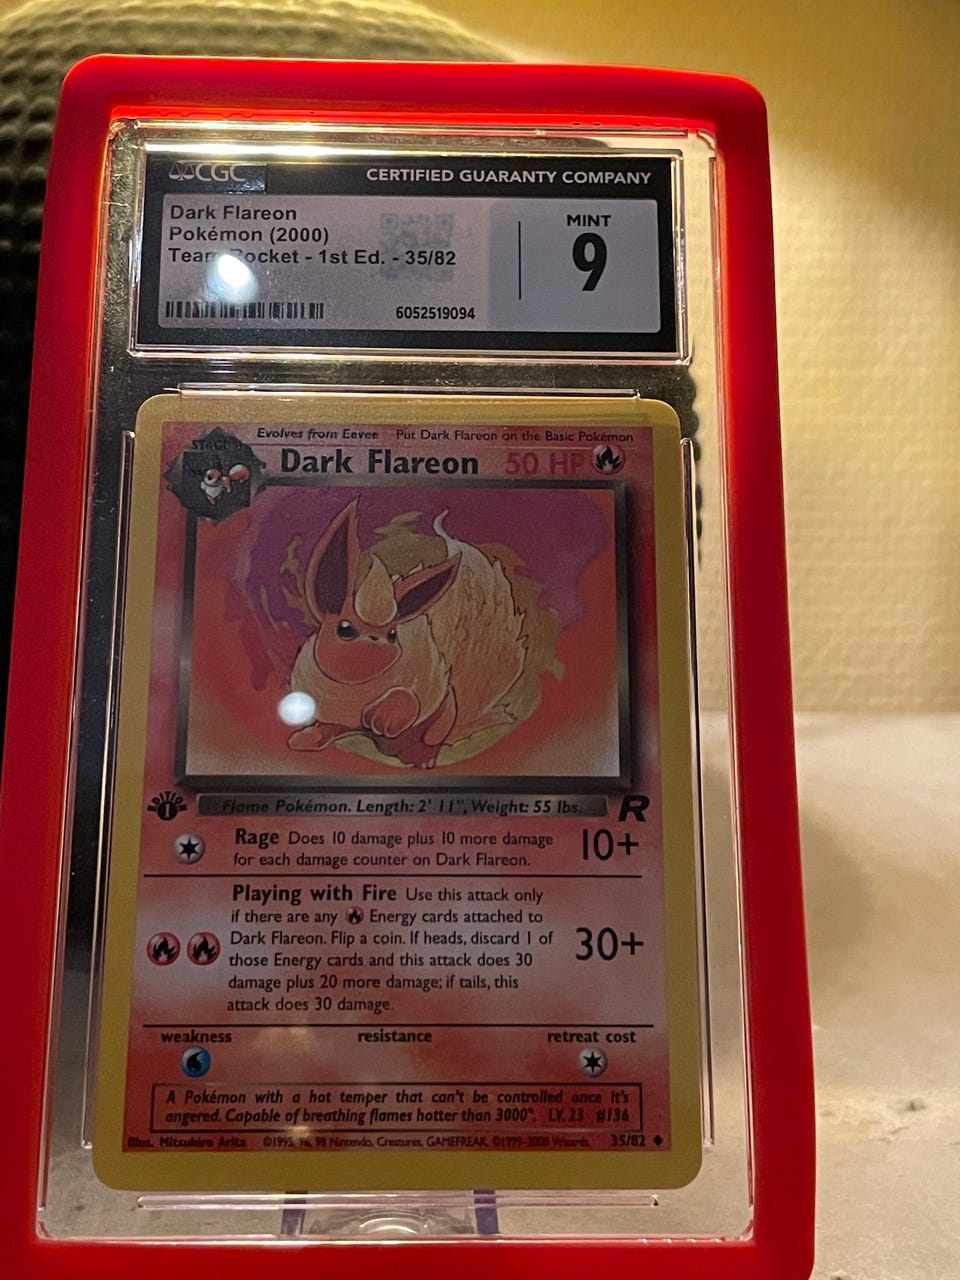 CGC
CERTIFIED GUARANTY COMPANY
Dark Flareon
Pokémon (2000)
Team Rocket - 1st Ed. - 35/82
MINT
9
6052519094
STAGE
Evolves from Eevee Put Dark Flareon on the Basic Pokémon
Dark Flareon 50 HP
EDITION
1
Flame Pokémon. Length: 2' 11", Weight: 55 lbs.
R
Rage Does 10 damage plus 10 more damage
for each damage counter on Dark Flareon.
10+
Playing with Fire Use this attack only
if there are any Energy cards attached to
Dark Flareon. Flip a coin. If heads, discard 1 of
those Energy cards and this attack does 30
damage plus 20 more damage; if tails, this
attack does 30 damage.
30+
weakness resistance retreat cost
A Pokémon with a hot temper that can't be controlled once it's
angered. Capable of breathing flames hotter than 3000°. LV. 23 #136
Illus. Mitsuhiro Arita ©1995, 96, 98 Nintendo, Creatures, GAMEFREAK. ©1999-2000 Wizards. 35/82